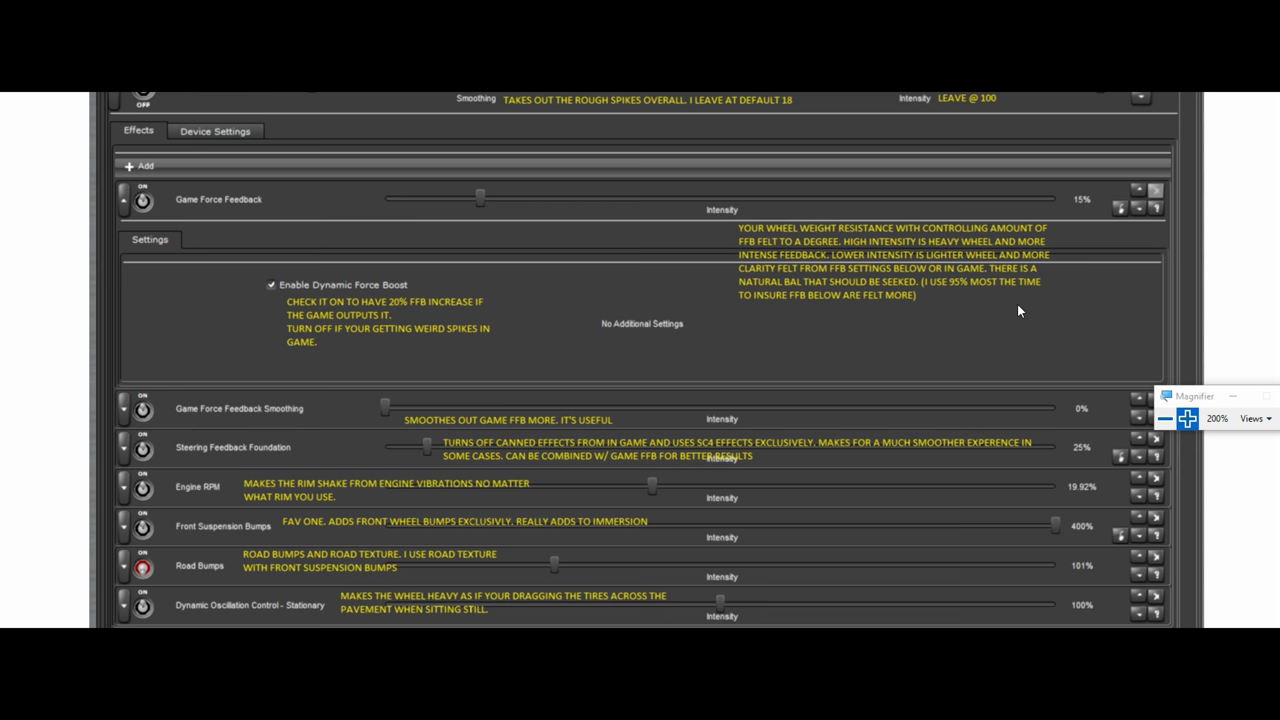 OFF
Smoothing TAKES OUT THE ROUGH SPIKES OVERALL. I LEAVE AT DEFAULT 18
Intensity LEAVE @ 100
Effects Device Settings
Add
ON
Game Force Feedback 15%
Intensity
Settings
YOUR WHEEL WEIGHT RESISTANCE WITH CONTROLLING AMOUNT OF
FFB FELT TO A DEGREE. HIGH INTENSITY IS HEAVY WHEEL AND MORE
INTENSE FEEDBACK. LOWER INTENSITY IS LIGHTER WHEEL AND MORE
CLARITY FELT FROM FFB SETTINGS BELOW OR IN GAME. THERE IS A
NATURAL BAL THAT SHOULD BE SEEKED. (I USE 95% MOST THE TIME
TO INSURE FFB BELOW ARE FELT MORE)
Enable Dynamic Force Boost
CHECK IT ON TO HAVE 20% FFB INCREASE IF
THE GAME OUTPUTS IT.
TURN OFF IF YOUR GETTING WEIRD SPIKES IN
GAME.
No Additional Settings
Magnifier
200% Views
ON
Game Force Feedback Smoothing 0%
SMOOTHES OUT GAME FFB MORE. IT'S USEFUL
Intensity
ON
Steering Feedback Foundation 25%
TURNS OFF CANNED EFFECTS FROM IN GAME AND USES SC4 EFFECTS EXCLUSIVELY. MAKES FOR A MUCH SMOOTHER EXPERENCE IN
SOME CASES. CAN BE COMBINED W/ GAME FFB FOR BETTER RESULTS
Intensity
ON
Engine RPM 19.92%
MAKES THE RIM SHAKE FROM ENGINE VIBRATIONS NO MATTER
WHAT RIM YOU USE.
Intensity
ON
Front Suspension Bumps 400%
FAV ONE. ADDS FRONT WHEEL BUMPS EXCLUSIVLY. REALLY ADDS TO IMMERSION
Intensity
ON
Road Bumps 101%
ROAD BUMPS AND ROAD TEXTURE. I USE ROAD TEXTURE
WITH FRONT SUSPENSION BUMPS
Intensity
ON
Dynamic Oscillation Control - Stationary 100%
MAKES THE WHEEL HEAVY AS IF YOUR DRAGGING THE TIRES ACROSS THE
PAVEMENT WHEN SITTING STILL.
Intensity